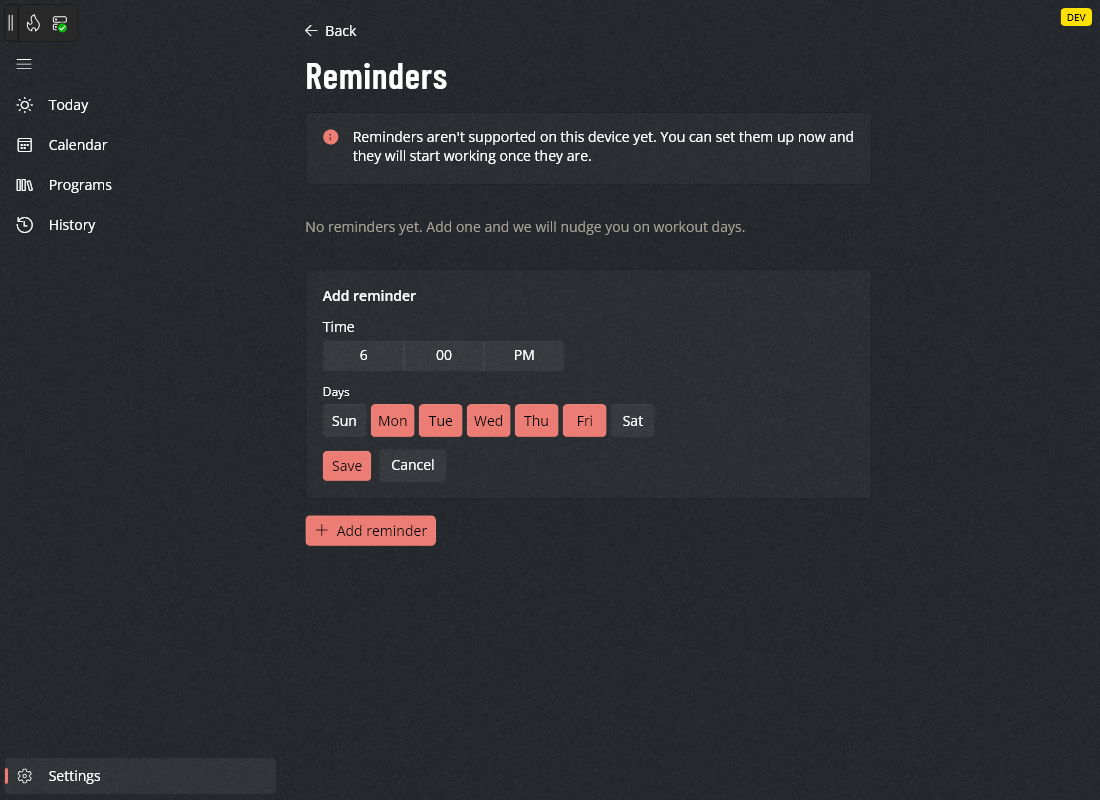 DEV
Back
Reminders
Today
Calendar
Programs
History
Reminders aren't supported on this device yet. You can set them up now and
they will start working once they are.
No reminders yet. Add one and we will nudge you on workout days.
Add reminder
Time
6 00 PM
Days
Sun Mon Tue Wed Thu Fri Sat
Save Cancel
Add reminder
Settings